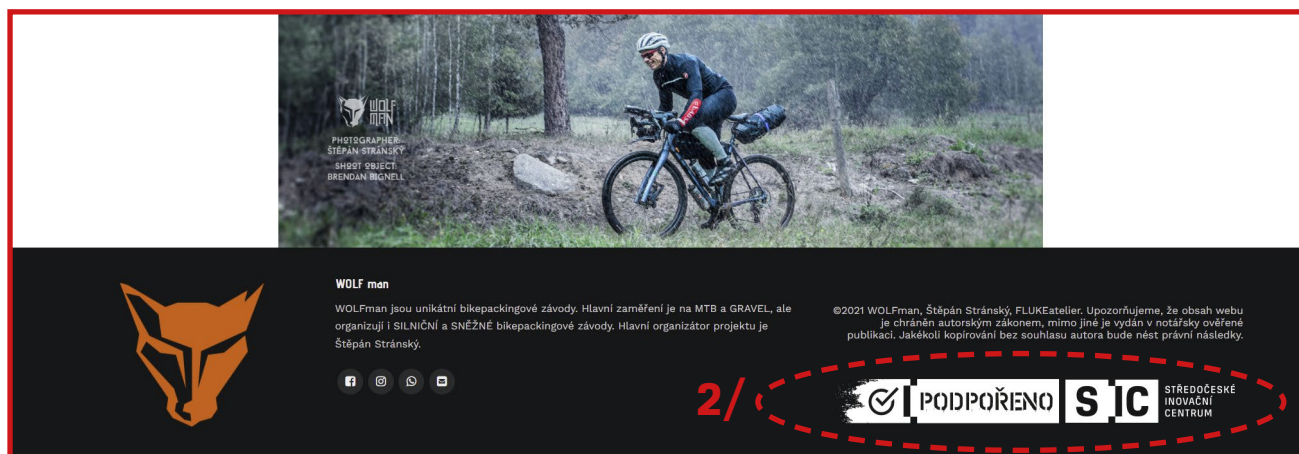 WOLF
MAN
PHOTOGRAPHER:
ŠTĚPÁN STRÁNSKÝ
SHOOT OBJECT:
BRENDAN BIGNELL
WOLF man
WOLFman jsou unikátní bikepackingové závody. Hlavní zaměření je na MTB a GRAVEL, ale
organizují i SILNIČNÍ a SNĚŽNÉ bikepackingové závody. Hlavní organizátor projektu je
Štěpán Stránský.
©2021 WOLFman, Štěpán Stránský, FLUKEatelier. Upozorňujeme, že obsah webu
je chráněn autorským zákonem, mimo jiné je vydán v notářsky ověřené
publikaci. Jakékoli kopírování bez souhlasu autora bude nést právní následky.
2/
PODPOŘENO
SIC
STŘEDOČESKÉ
INOVAČNÍ
CENTRUM